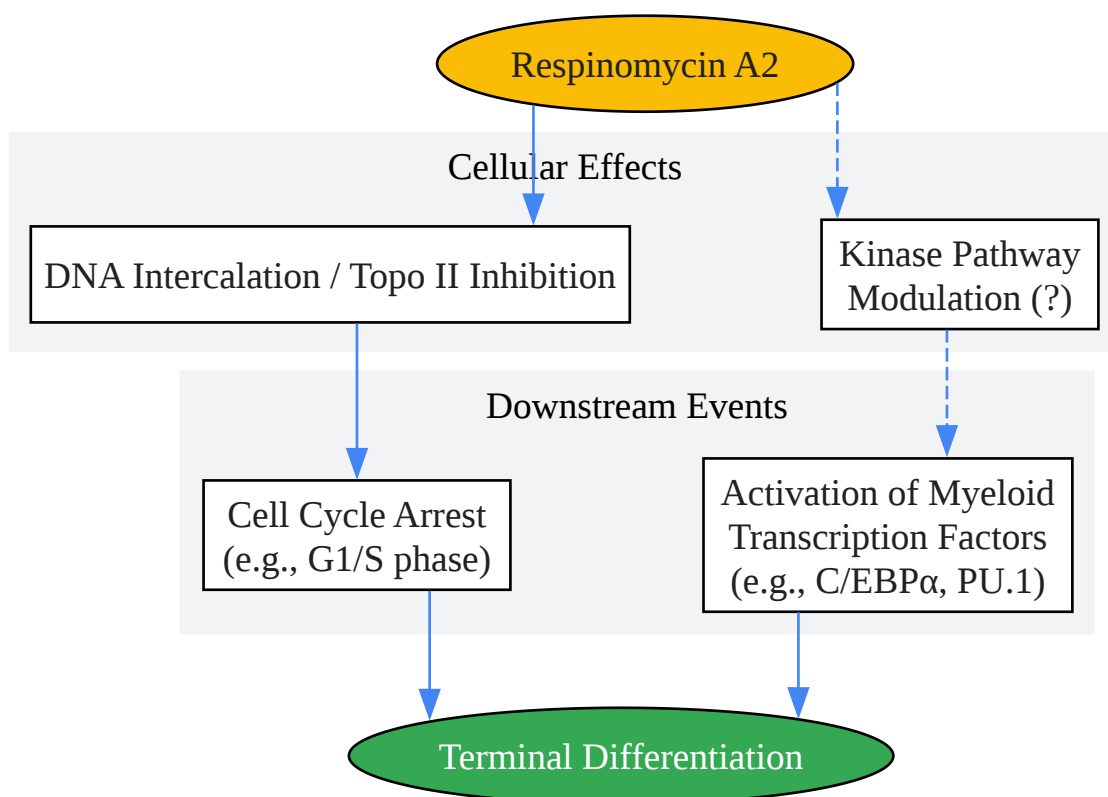 Respinomycin A2
Cellular Effects
DNA Intercalation / Topo II Inhibition
Kinase Pathway
Modulation (?)
Downstream Events
Cell Cycle Arrest
(e.g., G1/S phase)
Activation of Myeloid
Transcription Factors
(e.g., C/EBPα, PU.1)
Terminal Differentiation